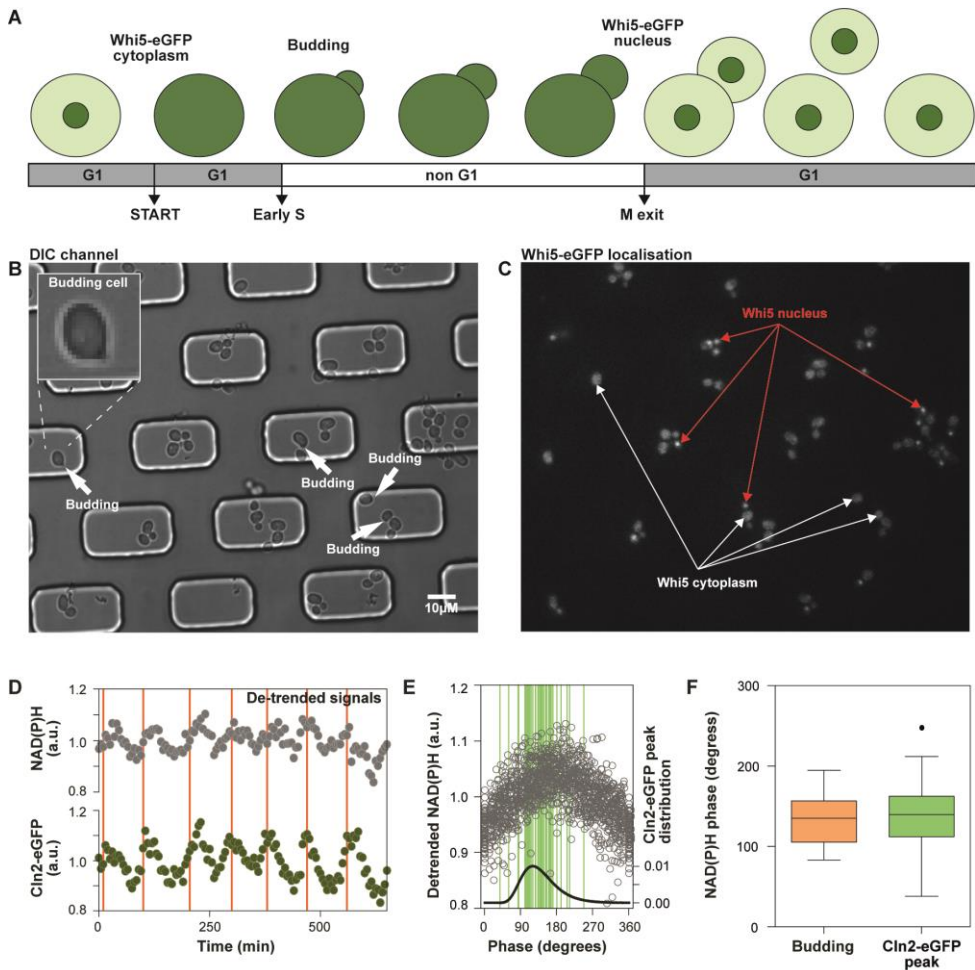 A
Whi5-eGFP
cytoplasm
Budding
Whi5-eGFP
nucleus
G1
G1
non G1
G1
START
Early S
M exit
B
DIC channel
Budding cell
Budding
Budding
Budding
Budding
10µM
C
Whi5-eGFP localisation
Whi5 nucleus
Whi5 cytoplasm
D
De-trended signals
NAD(P)H
(a.u.)
1.2
1.0
0.8
Cln2-eGFP
(a.u.)
1.2
1.0
0.8
0
250
500
Time (min)
E
Detrended NAD(P)H (a.u.)
1.2
1.1
1.0
0.9
0.8
Cln2-eGFP peak
distribution
0.01
0.00
0
90
180
270
360
Phase (degrees)
F
NAD(P)H phase (degrees)
300
200
100
0
Budding
Cln2-eGFP
peak